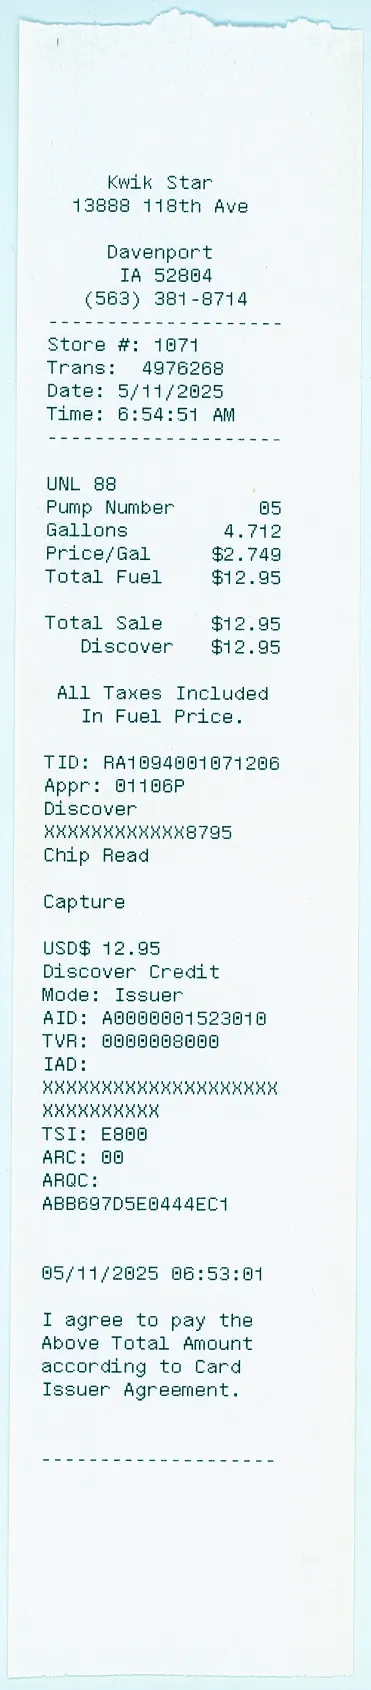 Kwik Star
13888 118th Ave
Davenport
IA 52804
(563) 381-8714
--------------------
Store #: 1071
Trans: 4976268
Date: 5/11/2025
Time: 6:54:51 AM
--------------------
UNL 88
Pump Number 05
Gallons 4.712
Price/Gal $2.749
Total Fuel $12.95
Total Sale $12.95
Discover $12.95
All Taxes Included
In Fuel Price.
TID: RA1094001071206
Appr: 01106P
Discover
XXXXXXXXXXXX8795
Chip Read
Capture
USD$ 12.95
Discover Credit
Mode: Issuer
AID: A0000001523010
TVR: 0000008000
IAD:
XXXXXXXXXXXXXXXXXXXX
XXXXXXXXXX
TSI: E800
ARC: 00
ARQC:
ABB697D5E0444EC1
05/11/2025 06:53:01
I agree to pay the
Above Total Amount
according to Card
Issuer Agreement.
--------------------